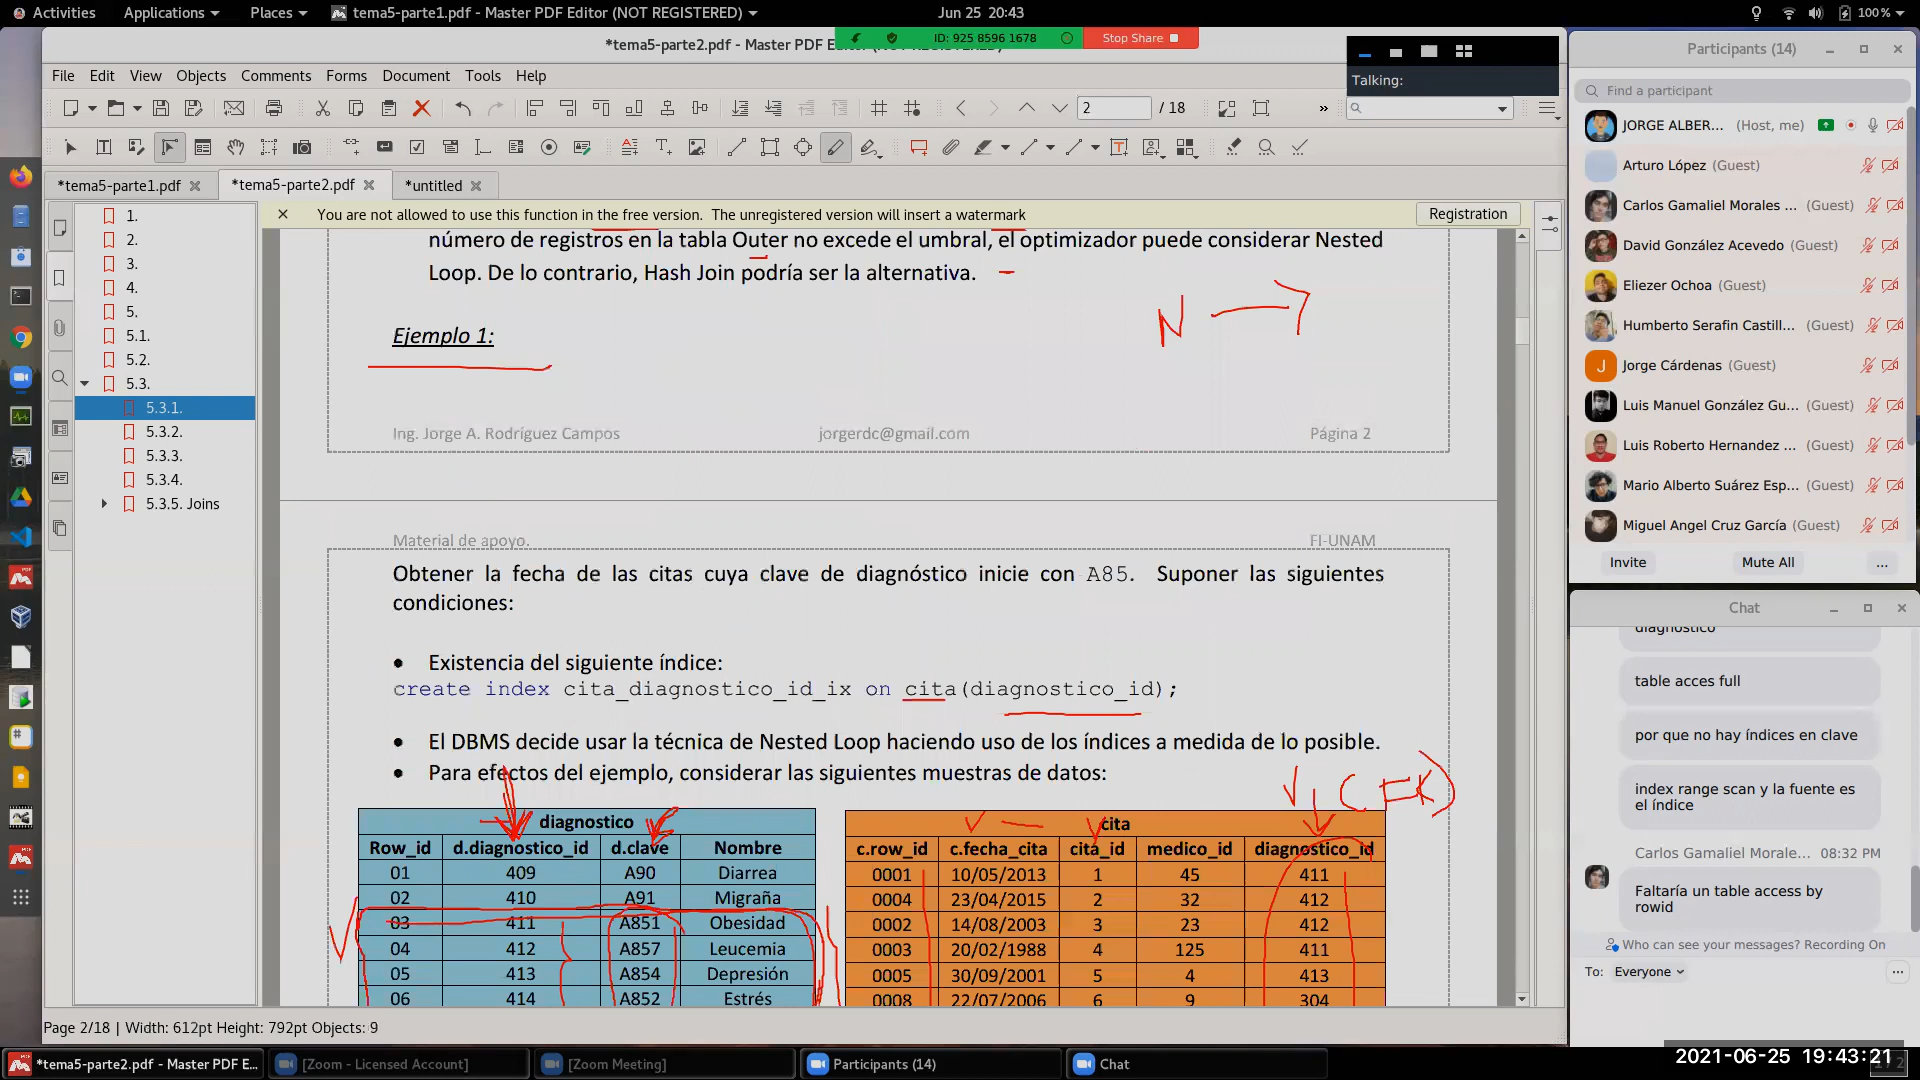 Activities
Applications
Places
tema5-parte1.pdf - Master PDF Editor (NOT REGISTERED)
Jun 25 20:43
100%
*tema5-parte2.pdf - Master PDF E
ID: 925 8596 1678
Stop Share
File Edit View Objects Comments Forms Document Tools Help
Talking:
2 / 18
*tema5-parte1.pdf
*tema5-parte2.pdf
*untitled
You are not allowed to use this function in the free version. The unregistered version will insert a watermark
Registration
1.
2.
3.
4.
5.
5.1.
5.2.
5.3.
5.3.1.
5.3.2.
5.3.3.
5.3.4.
5.3.5. Joins
número de registros en la tabla Outer no excede el umbral, el optimizador puede considerar Nested
Loop. De lo contrario, Hash Join podría ser la alternativa.
N
Ejemplo 1:
Ing. Jorge A. Rodríguez Campos jorgerdc@gmail.com Página 2
Material de apoyo. FI-UNAM
Obtener la fecha de las citas cuya clave de diagnóstico inicie con A85. Suponer las siguientes
condiciones:
• Existencia del siguiente índice:
create index cita_diagnostico_id_ix on cita(diagnostico_id);
• El DBMS decide usar la técnica de Nested Loop haciendo uso de los índices a medida de lo posible.
• Para efectos del ejemplo, considerar las siguientes muestras de datos:
(FK)
diagnostico
Row_id d.diagnostico_id d.clave Nombre
01 409 A90 Diarrea
02 410 A91 Migraña
03 411 A851 Obesidad
04 412 A857 Leucemia
05 413 A854 Depresión
06 414 A852 Estrés
cita
c.row_id c.fecha_cita cita_id medico_id diagnostico_id
0001 10/05/2013 1 45 411
0004 23/04/2015 2 32 412
0002 14/08/2003 3 23 412
0003 20/02/1988 4 125 411
0005 30/09/2001 5 4 413
0008 22/07/2006 6 9 304
Page 2/18 | Width: 612pt Height: 792pt Objects: 9
Participants (14)
Find a participant
JORGE ALBER... (Host, me)
Arturo López (Guest)
Carlos Gamaliel Morales ... (Guest)
David González Acevedo (Guest)
Eliezer Ochoa (Guest)
Humberto Serafin Castill... (Guest)
J
Jorge Cárdenas (Guest)
Luis Manuel González Gu... (Guest)
Luis Roberto Hernandez ... (Guest)
Mario Alberto Suárez Esp... (Guest)
Miguel Angel Cruz García (Guest)
Invite
Mute All
...
Chat
diagnostico
table acces full
por que no hay índices en clave
index range scan y la fuente es
el índice
Carlos Gamaliel Morale... 08:32 PM
Faltaría un table access by
rowid
Who can see your messages? Recording On
To: Everyone
*tema5-parte2.pdf - Master PDF E...
[Zoom - Licensed Account]
[Zoom Meeting]
Participants (14)
Chat
2021-06-25 19:43:21